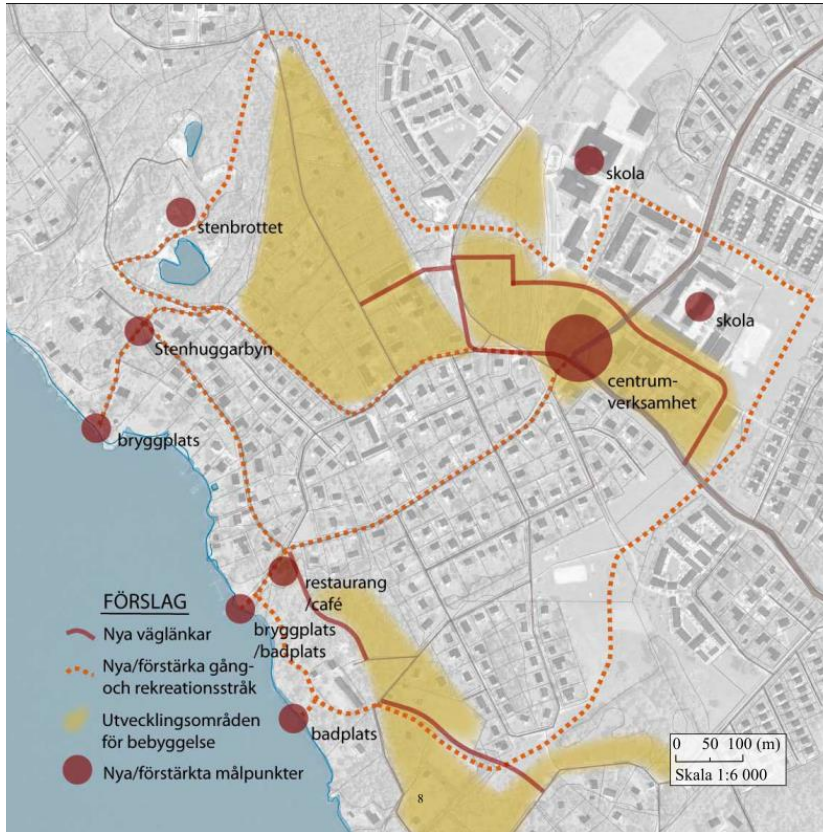 skola
stenbrottet
skola
Stenhuggarbyn
centrum-
verksamhet
bryggplats
restaurang
/café
bryggplats
/badplats
badplats
FÖRSLAG
Nya väglänkar
Nya/förstärka gång-
och rekreationsstråk
Utvecklingsområden
för bebyggelse
Nya/förstärkta målpunkter
0 50 100 (m)
Skala 1:6 000
8